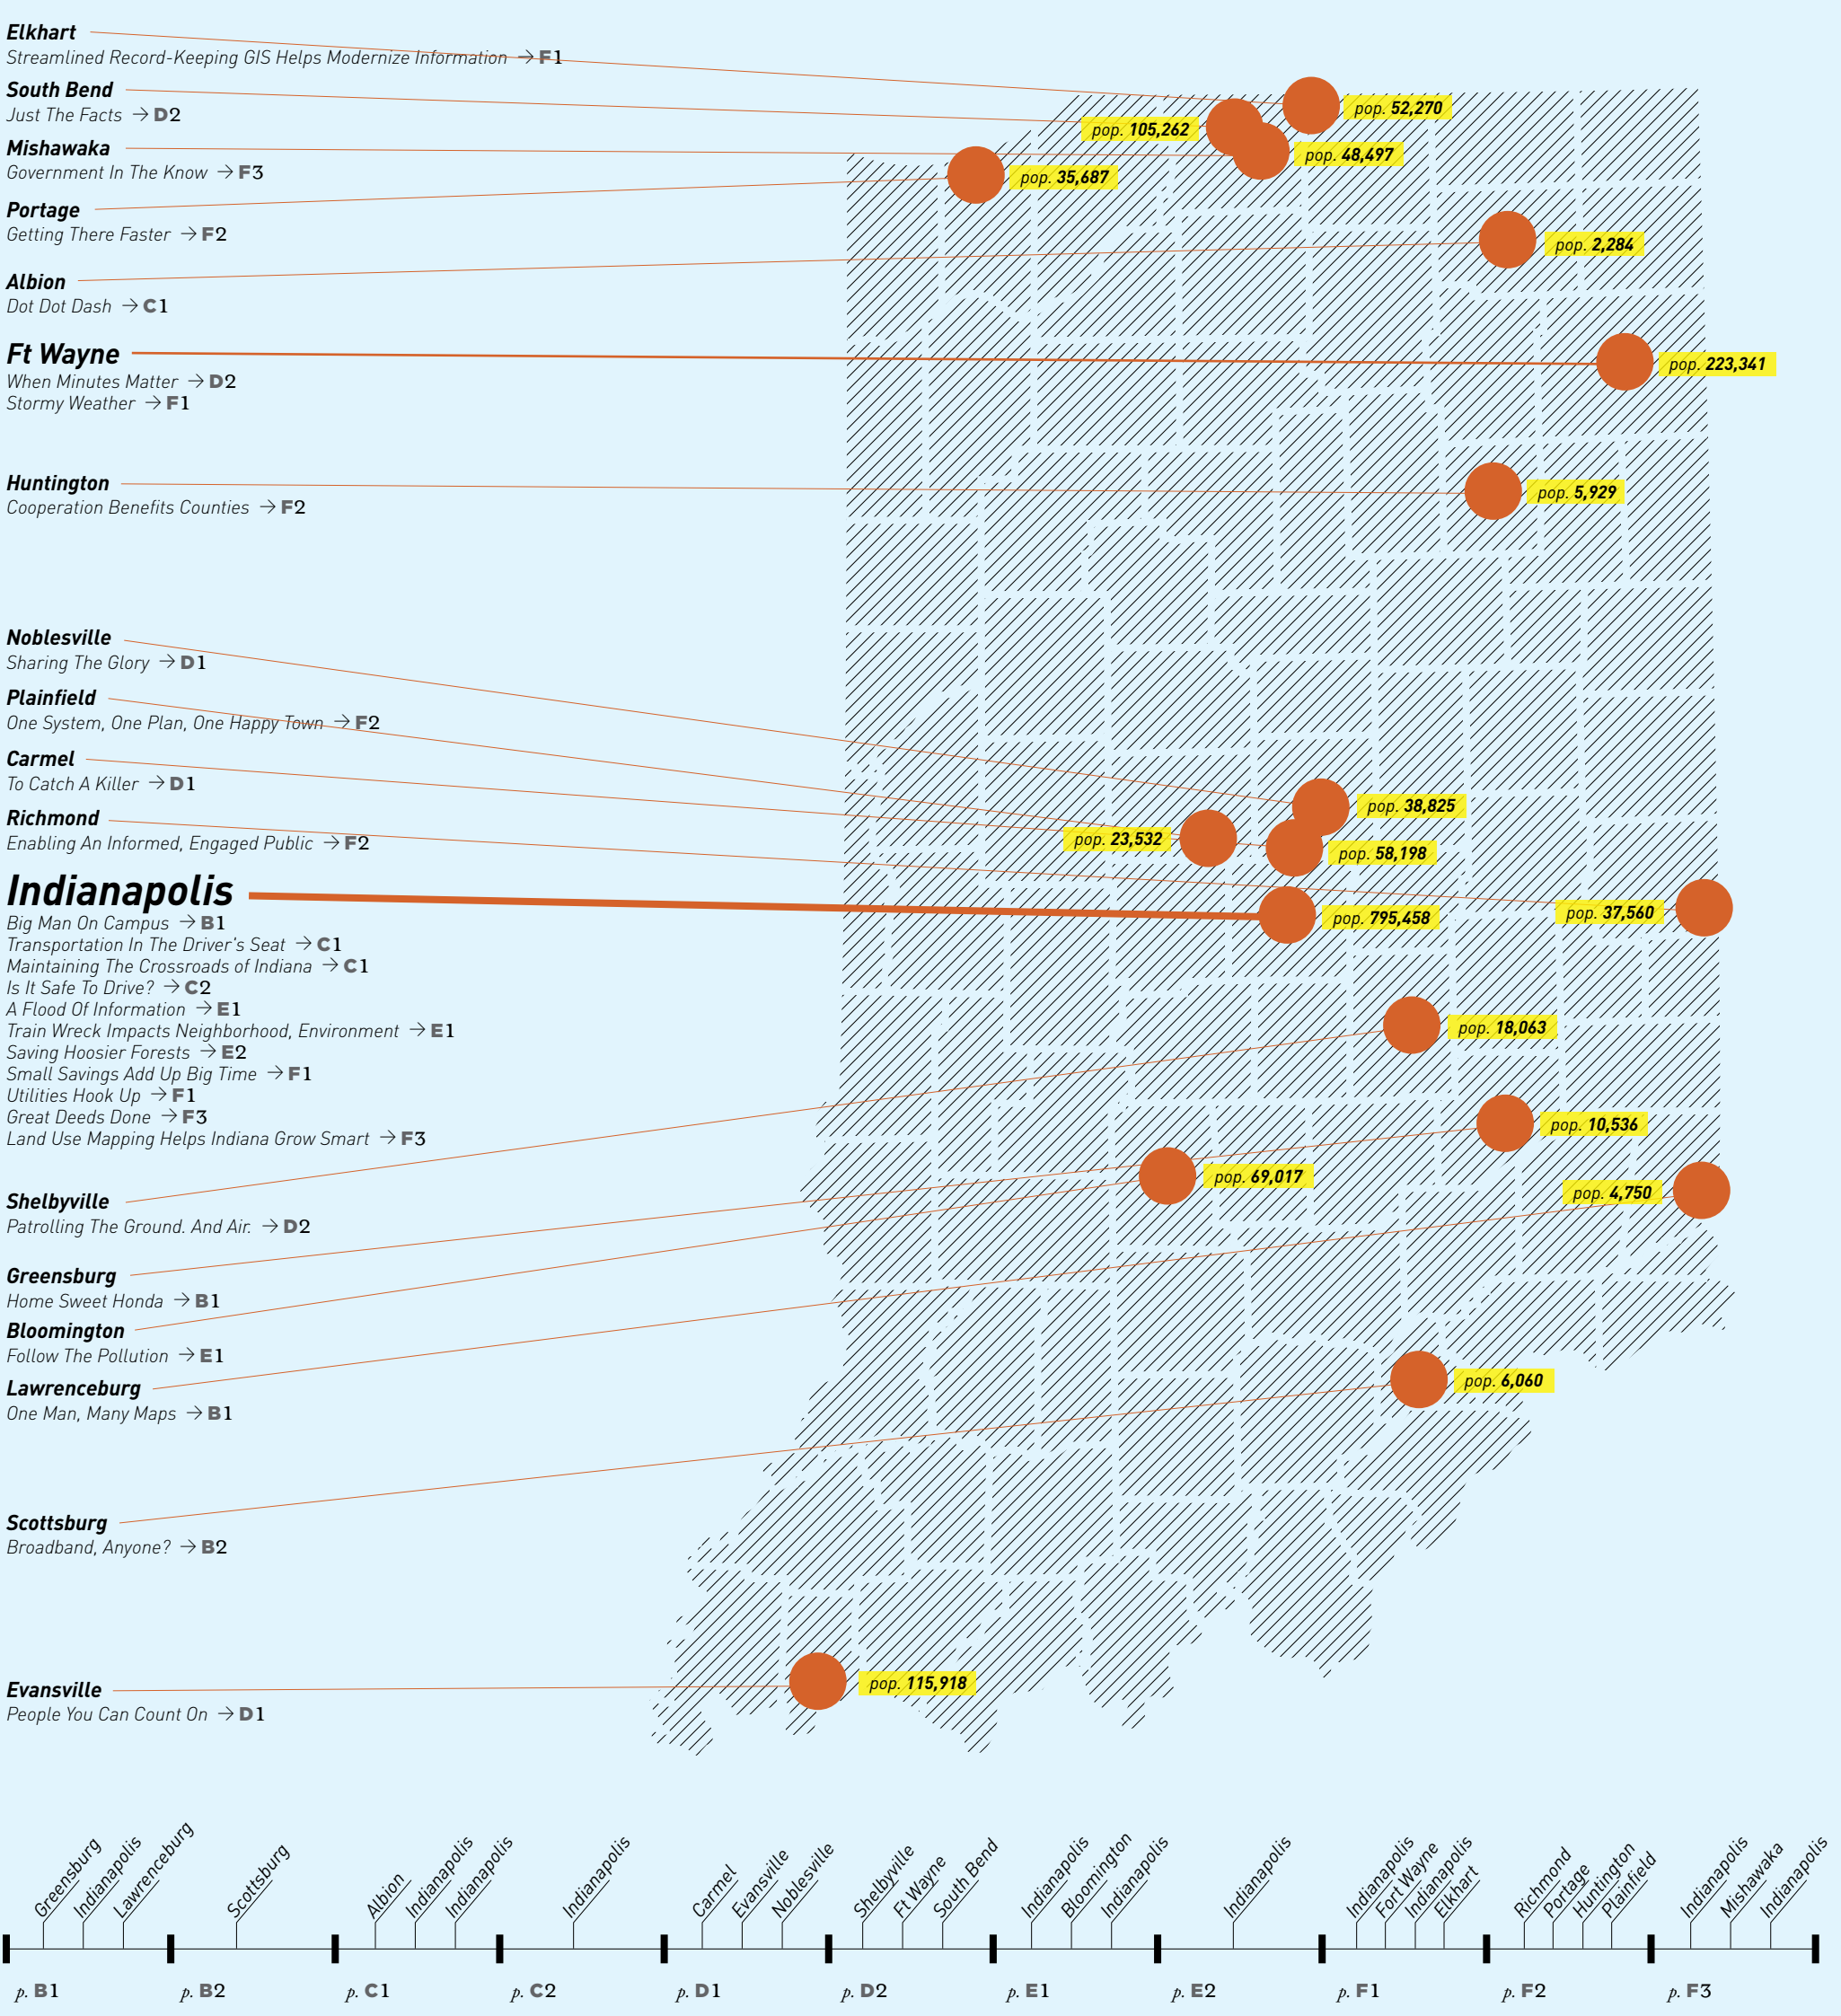 Elkhart
Streamlined Record-Keeping GIS Helps Modernize Information → F1
South Bend
Just The Facts → D2
Mishawaka
Government In The Know → F3
Portage
Getting There Faster → F2
Albion
Dot Dot Dash → C1
Ft Wayne
When Minutes Matter → D2
Stormy Weather → F1
Huntington
Cooperation Benefits Counties → F2
Noblesville
Sharing The Glory → D1
Plainfield
One System, One Plan, One Happy Town → F2
Carmel
To Catch A Killer → D1
Richmond
Enabling An Informed, Engaged Public → F2
Indianapolis
Big Man On Campus → B1
Transportation In The Driver's Seat → C1
Maintaining The Crossroads of Indiana → C1
Is It Safe To Drive? → C2
A Flood Of Information → E1
Train Wreck Impacts Neighborhood, Environment → E1
Saving Hoosier Forests → E2
Small Savings Add Up Big Time → F1
Utilities Hook Up → F1
Great Deeds Done → F3
Land Use Mapping Helps Indiana Grow Smart → F3
Shelbyville
Patrolling The Ground. And Air. → D2
Greensburg
Home Sweet Honda → B1
Bloomington
Follow The Pollution → E1
Lawrenceburg
One Man, Many Maps → B1
Scottsburg
Broadband, Anyone? → B2
Evansville
People You Can Count On → D1
pop. 52,270
pop. 105,262
pop. 48,497
pop. 35,687
pop. 2,284
pop. 223,341
pop. 5,929
pop. 38,825
pop. 23,532
pop. 58,198
pop. 37,560
pop. 795,458
pop. 18,063
pop. 10,536
pop. 69,017
pop. 4,750
pop. 6,060
pop. 115,918
Greensburg
Indianapolis
Lawrenceburg
Scottsburg
Albion
Indianapolis
Indianapolis
Indianapolis
Carmel
Evansville
Noblesville
Shelbyville
Ft Wayne
South Bend
Indianapolis
Bloomington
Indianapolis
Indianapolis
Indianapolis
Fort Wayne
Indianapolis
Elkhart
Richmond
Portage
Huntington
Plainfield
Indianapolis
Mishawaka
Indianapolis
p. B1
p. B2
p. C1
p. C2
p. D1
p. D2
p. E1
p. E2
p. F1
p. F2
p. F3